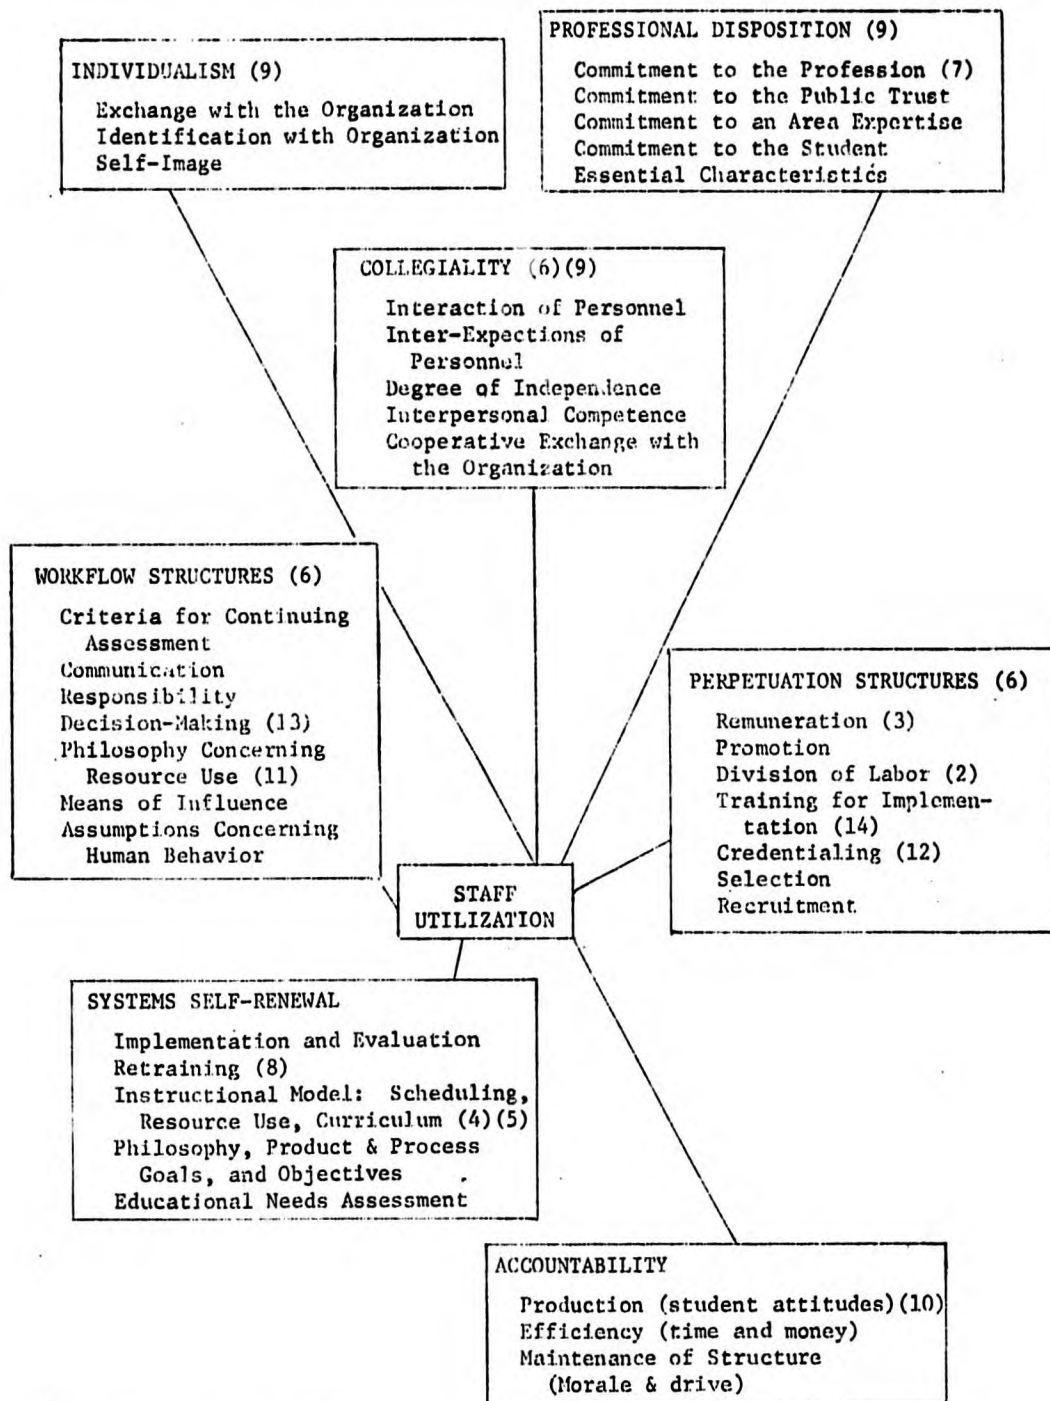 INDIVIDUALISM (9)
Exchange with the Organization
Identification with Organization
Self-Image
PROFESSIONAL DISPOSITION (9)
Commitment to the Profession (7)
Commitment to the Public Trust
Commitment to an Area Expertise
Commitment to the Student
Essential Characteristics
COLLEGIALITY (6)(9)
Interaction of Personnel
Inter-Expections of
Personnel
Degree of Independence
Interpersonal Competence
Cooperative Exchange with
the Organization
WORKFLOW STRUCTURES (6)
Criteria for Continuing
Assessment
Communication
Responsibility
Decision-Making (13)
Philosophy Concerning
Resource Use (11)
Means of Influence
Assumptions Concerning
Human Behavior
PERPETUATION STRUCTURES (6)
Remuneration (3)
Promotion
Division of Labor (2)
Training for Implemen-
tation (14)
Credentialing (12)
Selection
Recruitment
STAFF
UTILIZATION
SYSTEMS SELF-RENEWAL
Implementation and Evaluation
Retraining (8)
Instructional Model: Scheduling,
Resource Use, Curriculum (4)(5)
Philosophy, Product & Process
Goals, and Objectives
Educational Needs Assessment
ACCOUNTABILITY
Production (student attitudes)(10)
Efficiency (time and money)
Maintenance of Structure
(Morale & drive)